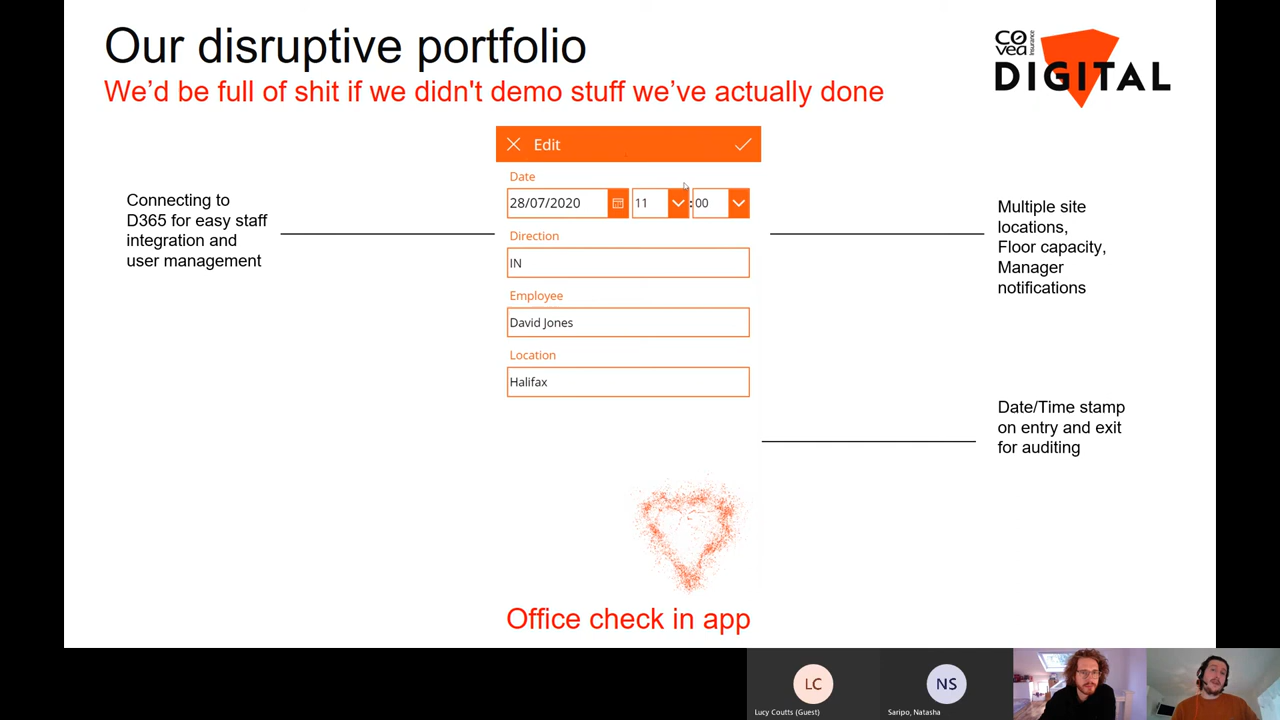 Our disruptive portfolio
We'd be full of shit if we didn't demo stuff we've actually done
COvea Insurance
DIGITAL
Edit
Date
28/07/2020 11 : 00
Direction
IN
Employee
David Jones
Location
Halifax
Connecting to
D365 for easy staff
integration and
user management
Multiple site
locations,
Floor capacity,
Manager
notifications
Date/Time stamp
on entry and exit
for auditing
Office check in app
LC
Lucy Coutts (Guest)
NS
Saripo, Natasha